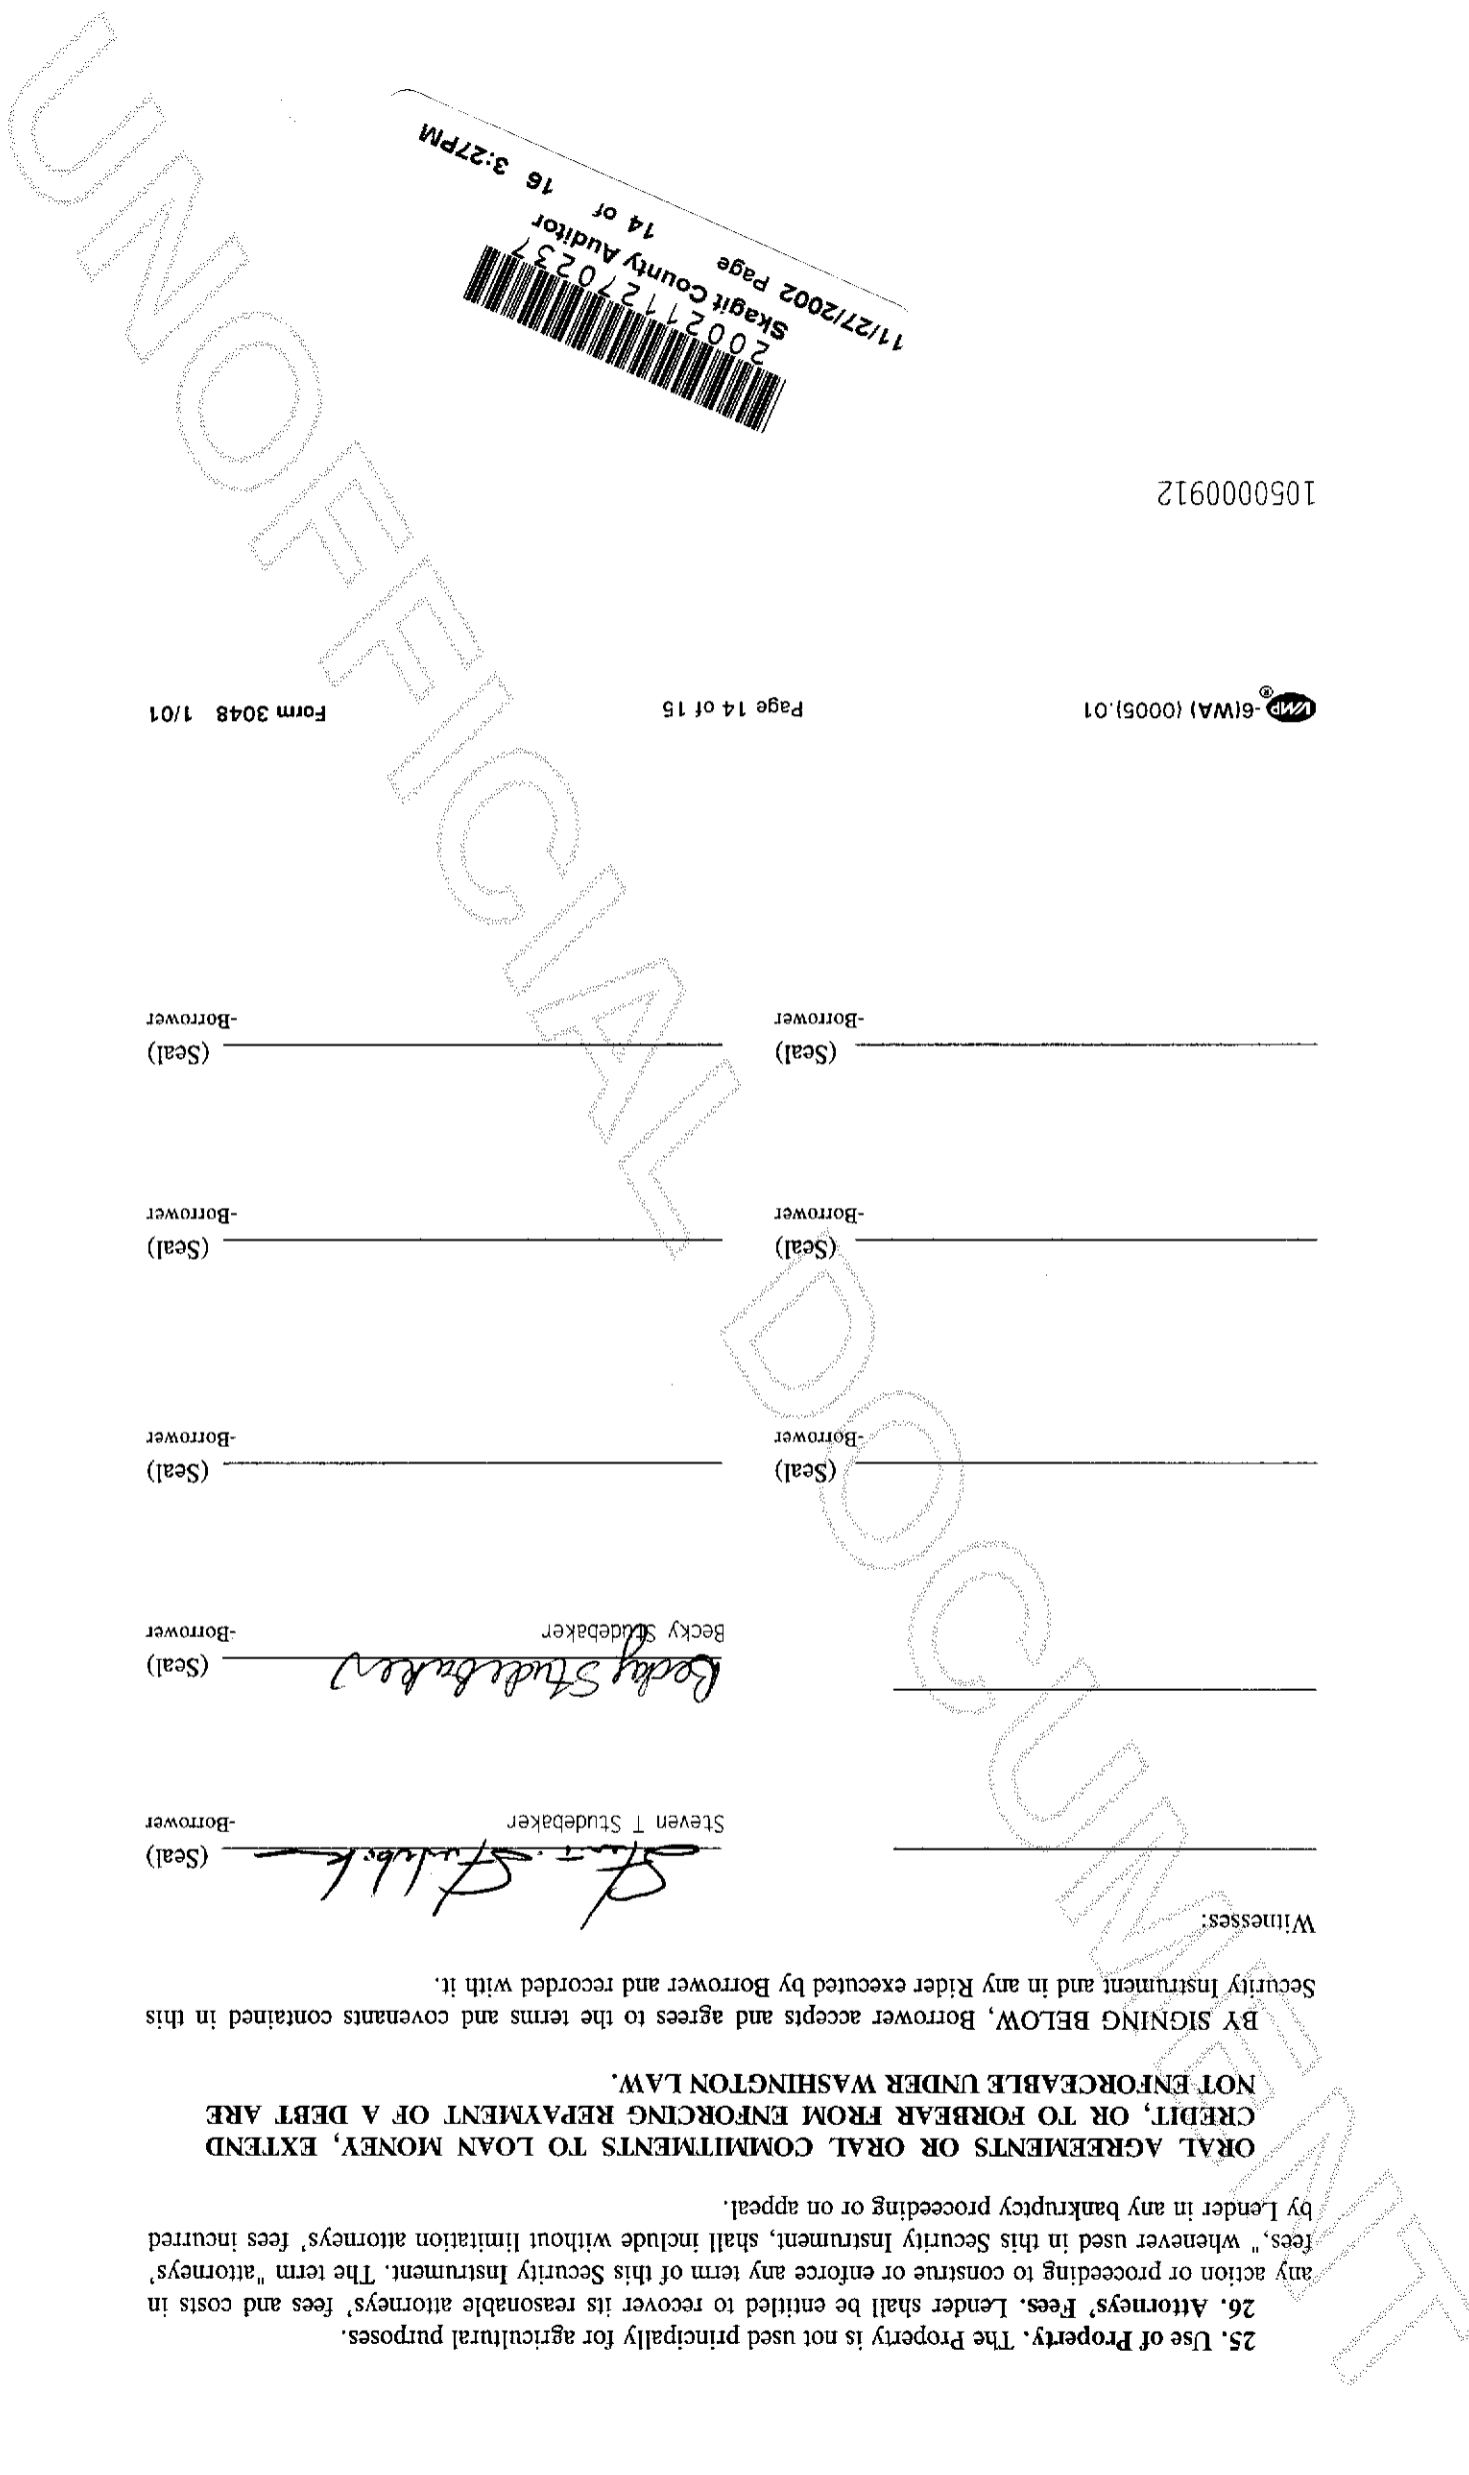 25. Use of Property. The Property is not used principally for agricultural purposes.
26. Attorneys' Fees. Lender shall be entitled to recover its reasonable attorneys' fees and costs in
any action or proceeding to construe or enforce any term of this Security Instrument. The term "attorneys'
fees," whenever used in this Security Instrument, shall include without limitation attorneys' fees incurred
by Lender in any bankruptcy proceeding or on appeal.
ORAL AGREEMENTS OR ORAL COMMITMENTS TO LOAN MONEY, EXTEND
CREDIT, OR TO FORBEAR FROM ENFORCING REPAYMENT OF A DEBT ARE
NOT ENFORCEABLE UNDER WASHINGTON LAW.
BY SIGNING BELOW, Borrower accepts and agrees to the terms and covenants contained in this
Security Instrument and in any Rider executed by Borrower and recorded with it.
Witnesses:
(Seal)
Steven T Studebaker -Borrower
Becky Studebaker (Seal)
Becky Studebaker -Borrower
(Seal) (Seal)
-Borrower -Borrower
(Seal) (Seal)
-Borrower -Borrower
(Seal) (Seal)
-Borrower -Borrower
VMP®-6(WA) (0005).01 Page 14 of 15 Form 3048 1/01
1050000912
200211270237
Skagit County Auditor
11/27/2002 Page 14 of 16 3:27PM
UNOFFICIAL DOCUMENT